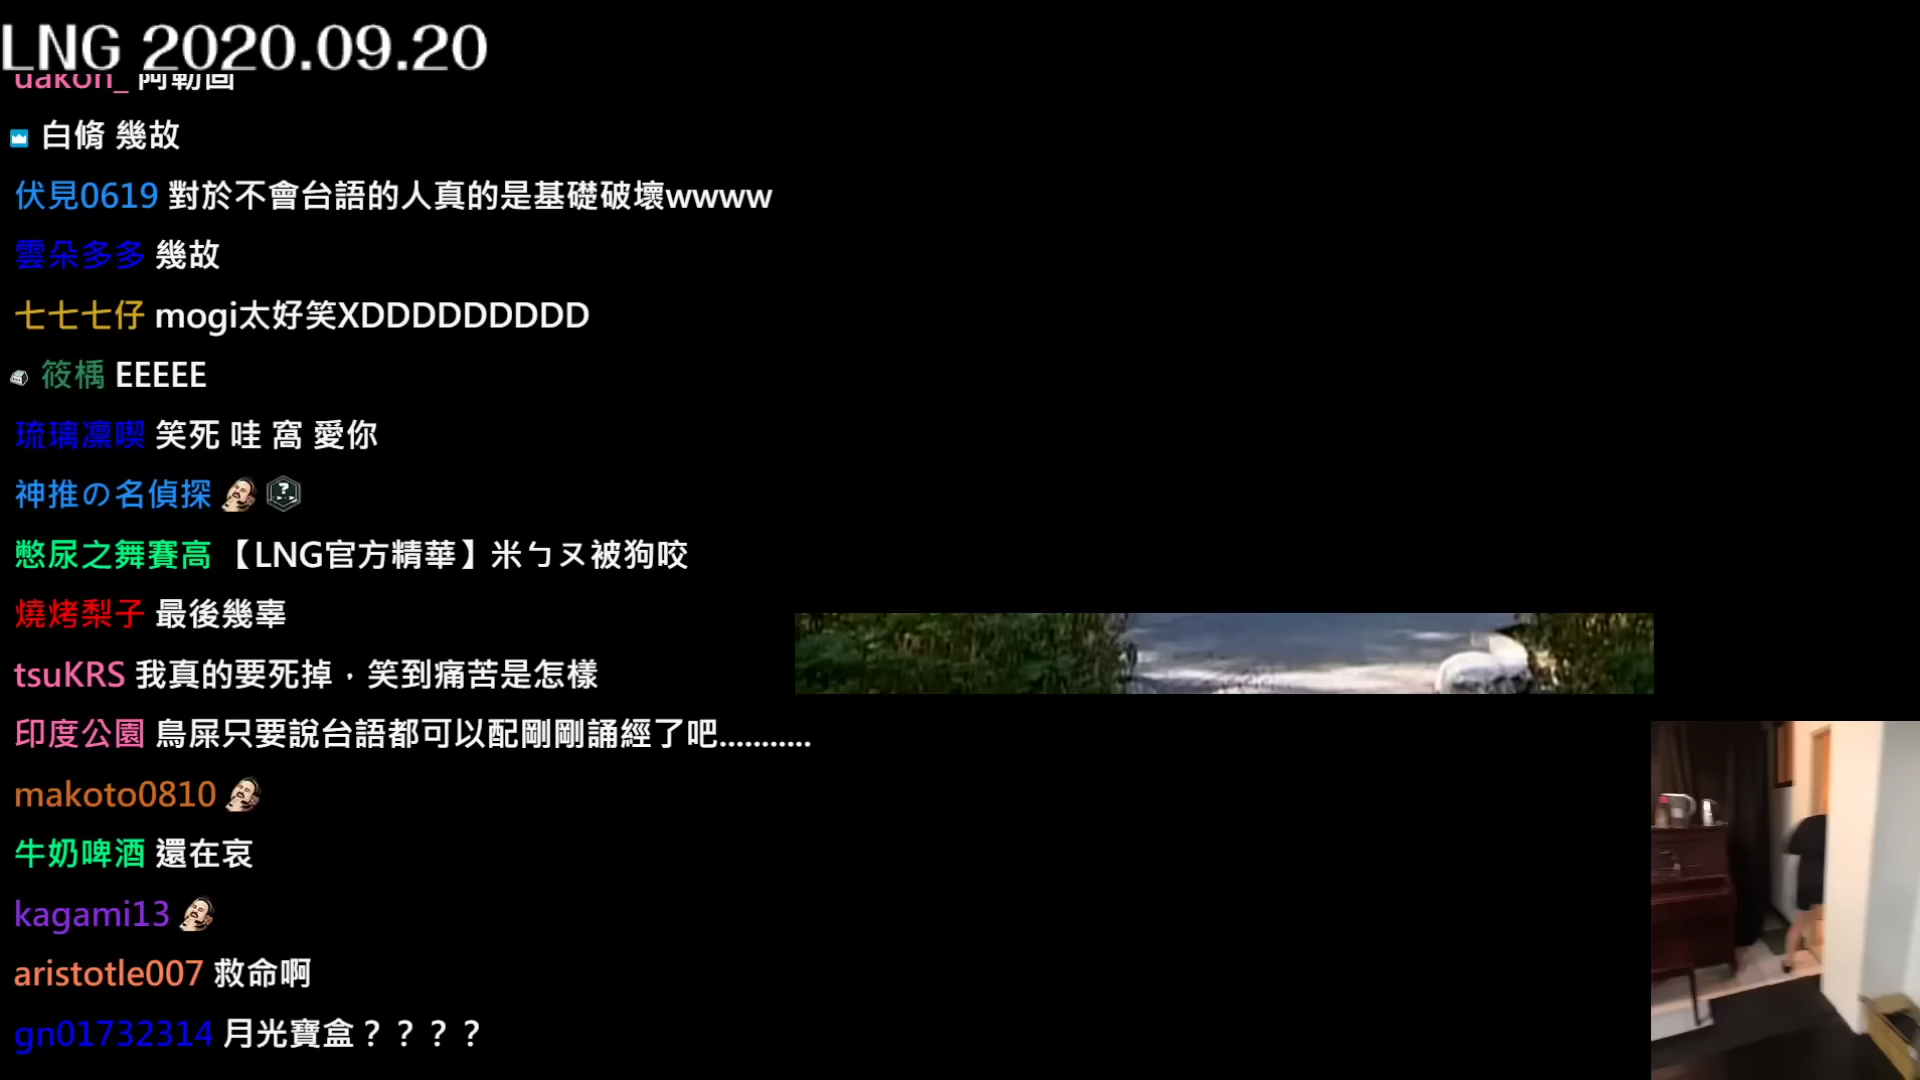 LNG 2020.09.20
uakon_ 阿勒圖
白脩 幾故
伏見0619 對於不會台語的人真的是基礎破壞wwww
雲朵多多 幾故
七七七仔 mogi太好笑XDDDDDDDDD
筱楀 EEEEE
琉璃凜喫 笑死 哇 窩 愛你
神推の名偵探
憋尿之舞賽高 【LNG官方精華】米ㄅㄡ被狗咬
燒烤梨子 最後幾辜
tsuKRS 我真的要死掉，笑到痛苦是怎樣
印度公園 鳥屎只要說台語都可以配剛剛誦經了吧...........
makoto0810
牛奶啤酒 還在哀
kagami13
aristotle007 救命啊
gn01732314 月光寶盒？？？？